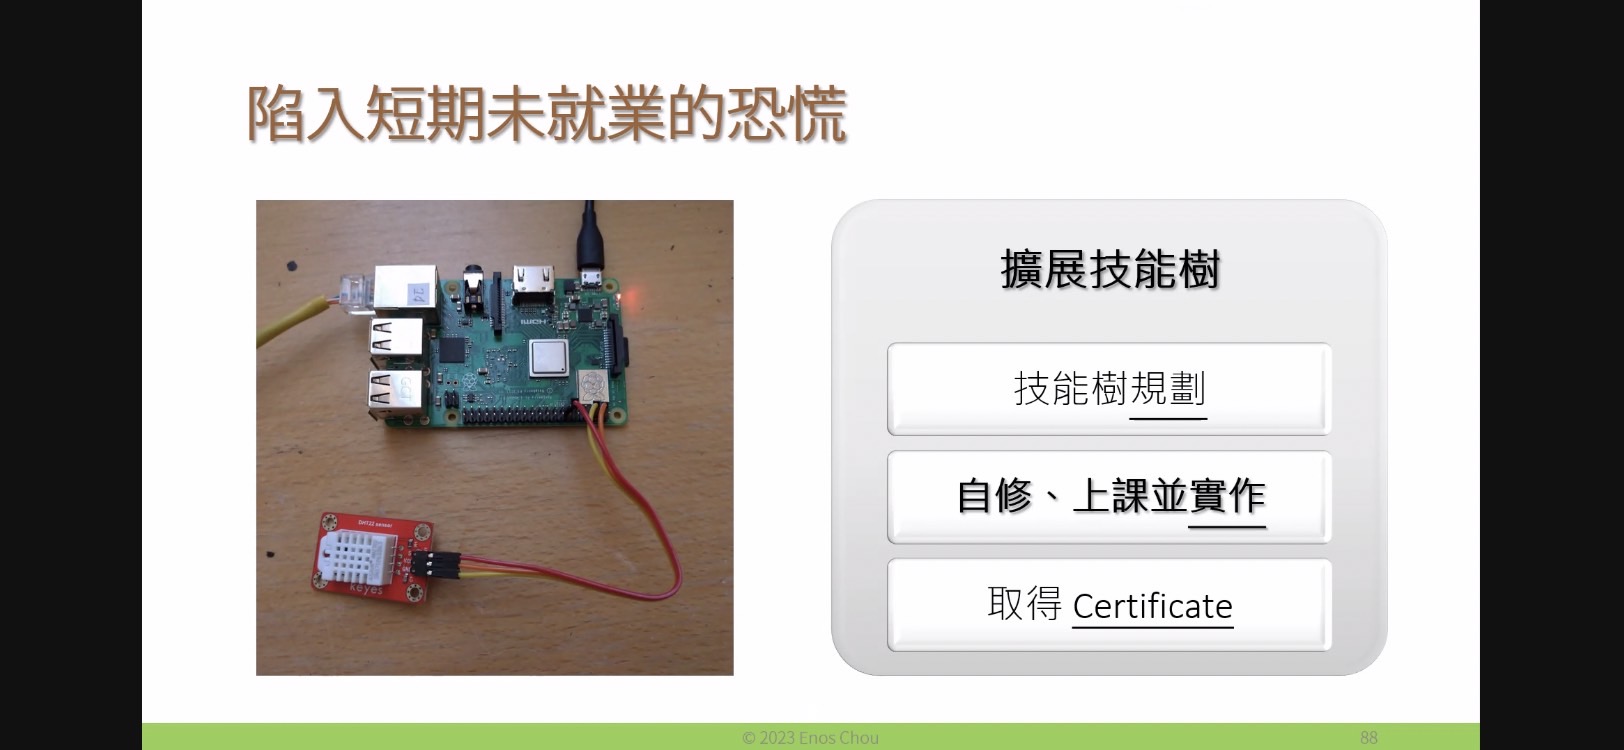 陷入短期未就業的恐慌
24
HDMI
DHT22 sensor
keyes
擴展技能樹
技能樹規劃
自修、上課並實作
取得 Certificate
© 2023 Enos Chou
88